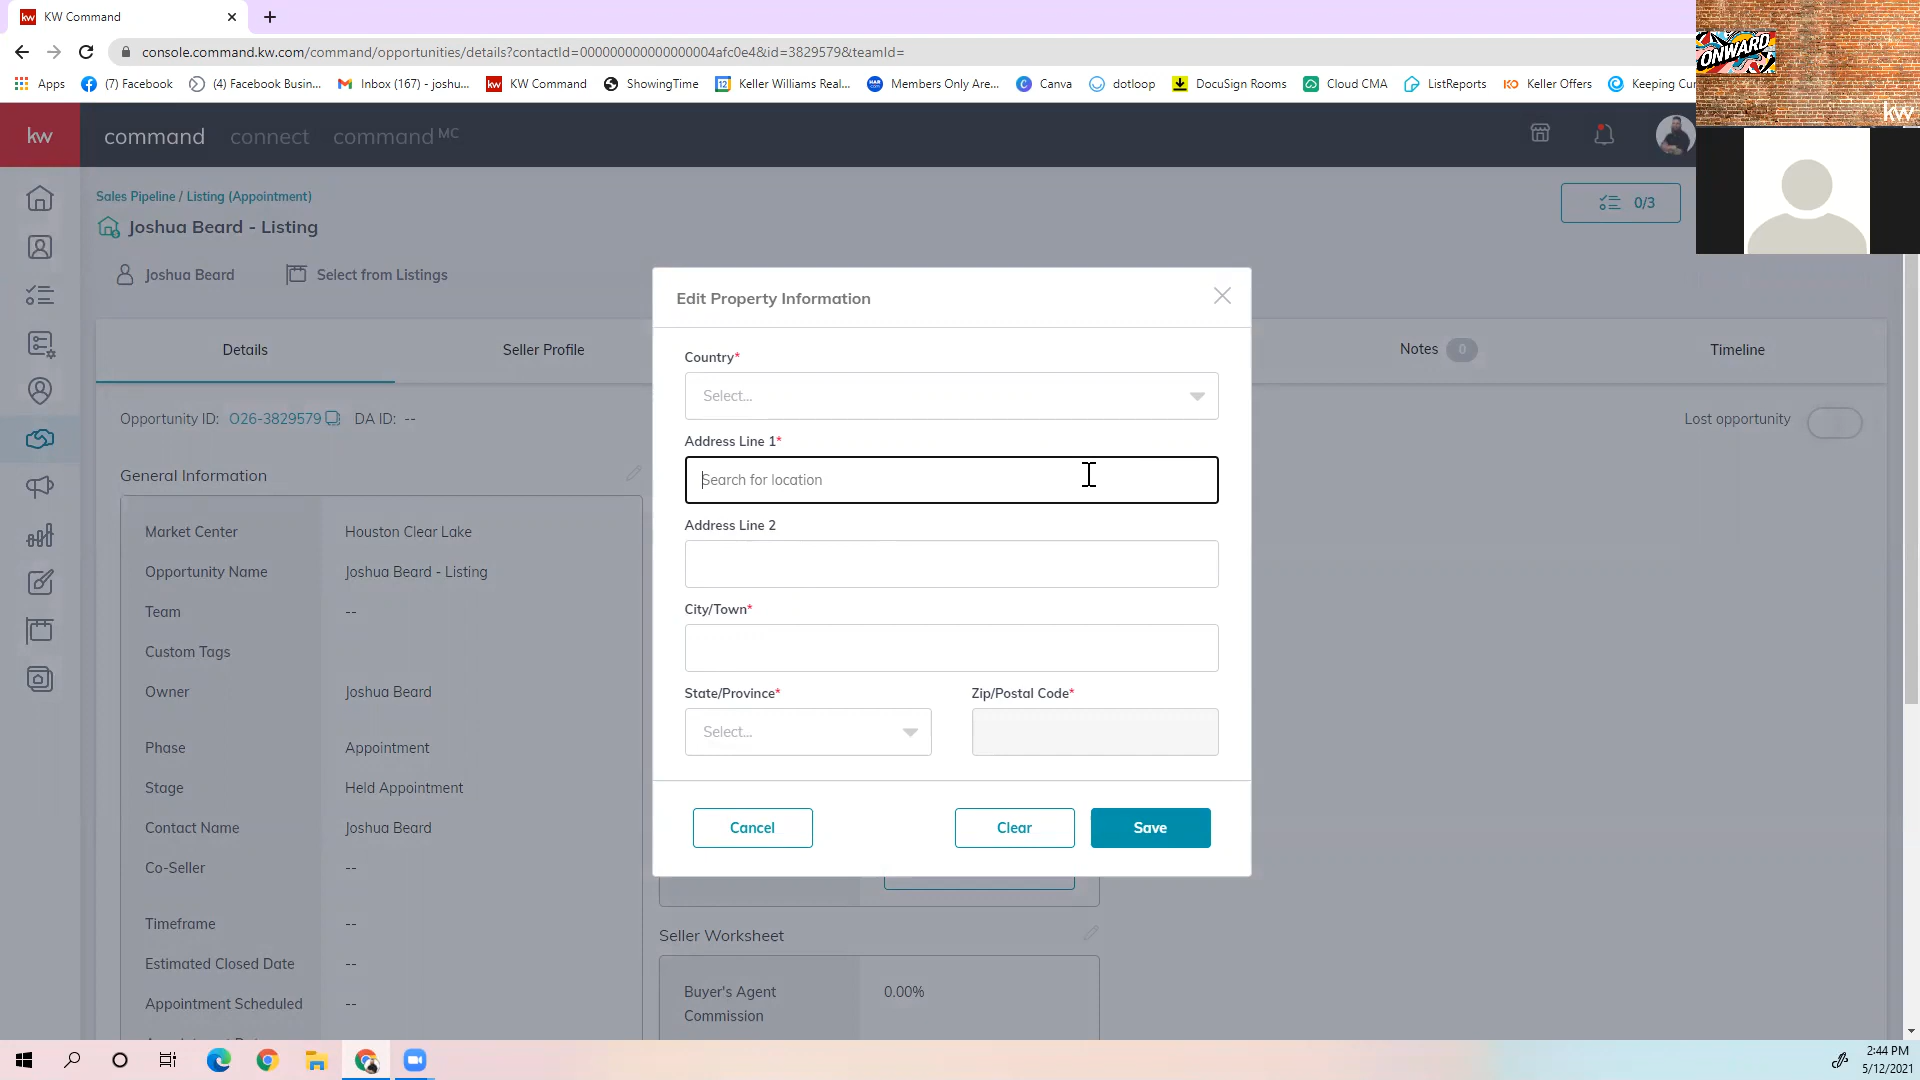 KW Command
console.command.kw.com/command/opportunities/details?contactId=000000000000000004afc0e4&id=3829579&teamId=
Apps
(7) Facebook
(4) Facebook Busin...
Inbox (167) - joshu...
KW Command
ShowingTime
Keller Williams Real...
Members Only Are...
Canva
dotloop
DocuSign Rooms
Cloud CMA
ListReports
Keller Offers
Keeping Cur
ONWARD
kw
kw
command
connect
command MC
Sales Pipeline / Listing (Appointment)
0/3
Joshua Beard - Listing
Joshua Beard
Select from Listings
Details
Seller Profile
Notes 0
Timeline
Opportunity ID: O26-3829579
DA ID: --
Lost opportunity
General Information
Market Center Houston Clear Lake
Opportunity Name Joshua Beard - Listing
Team --
Custom Tags
Owner Joshua Beard
Phase Appointment
Stage Held Appointment
Contact Name Joshua Beard
Co-Seller --
Timeframe --
Estimated Closed Date --
Appointment Scheduled --
Edit Property Information
Country*
Select...
Address Line 1*
Search for location
Address Line 2
City/Town*
State/Province*
Zip/Postal Code*
Select...
Cancel
Clear
Save
Seller Worksheet
Buyer's Agent
Commission
0.00%
2:44 PM
5/12/2021